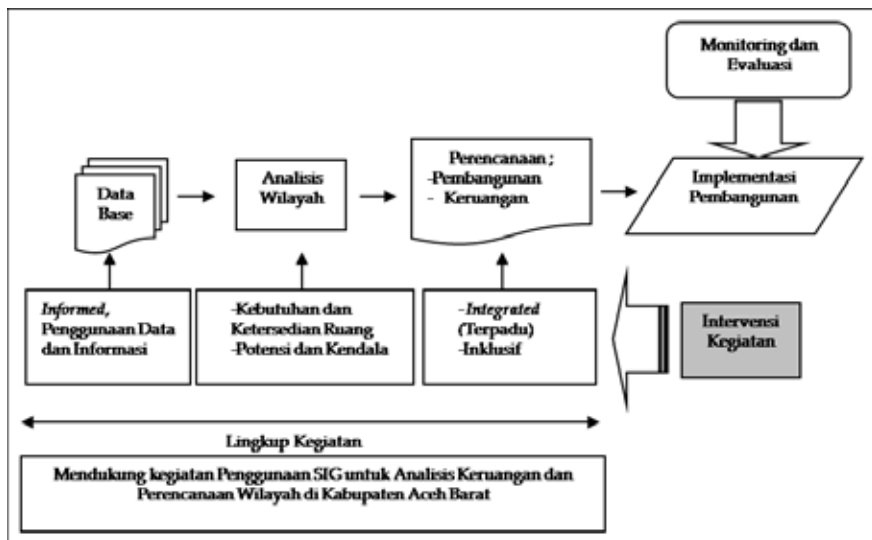 Monitoring dan
Evaluasi
Data
Base
Analisis
Wilayah
Perencanaan ;
-Pembangunan
- Keruangan
Implementasi
Pembangunan
Informed,
Penggunaan Data
dan Informasi
-Kebutuhan dan
Ketersedian Ruang
-Potensi dan Kendala
-Integrated
(Terpadu)
-Inklusif
Intervensi
Kegiatan
Lingkup Kegiatan
Mendukung kegiatan Penggunaan SIG untuk Analisis Keruangan dan
Perencanaan Wilayah di Kabupaten Aceh Barat